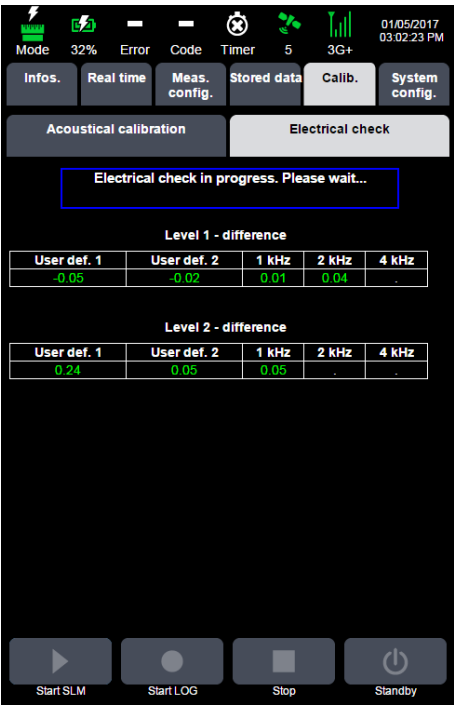 01/05/2017
03:02:23 PM
Mode 32% Error Code Timer 5 3G+
Infos. Real time Meas. config. Stored data Calib. System config.
Acoustical calibration Electrical check
Electrical check in progress. Please wait...
Level 1 - difference
User def. 1 User def. 2 1 kHz 2 kHz 4 kHz
-0.05 -0.02 0.01 0.04 .
Level 2 - difference
User def. 1 User def. 2 1 kHz 2 kHz 4 kHz
0.24 0.05 0.05 . .
Start SLM Start LOG Stop Standby